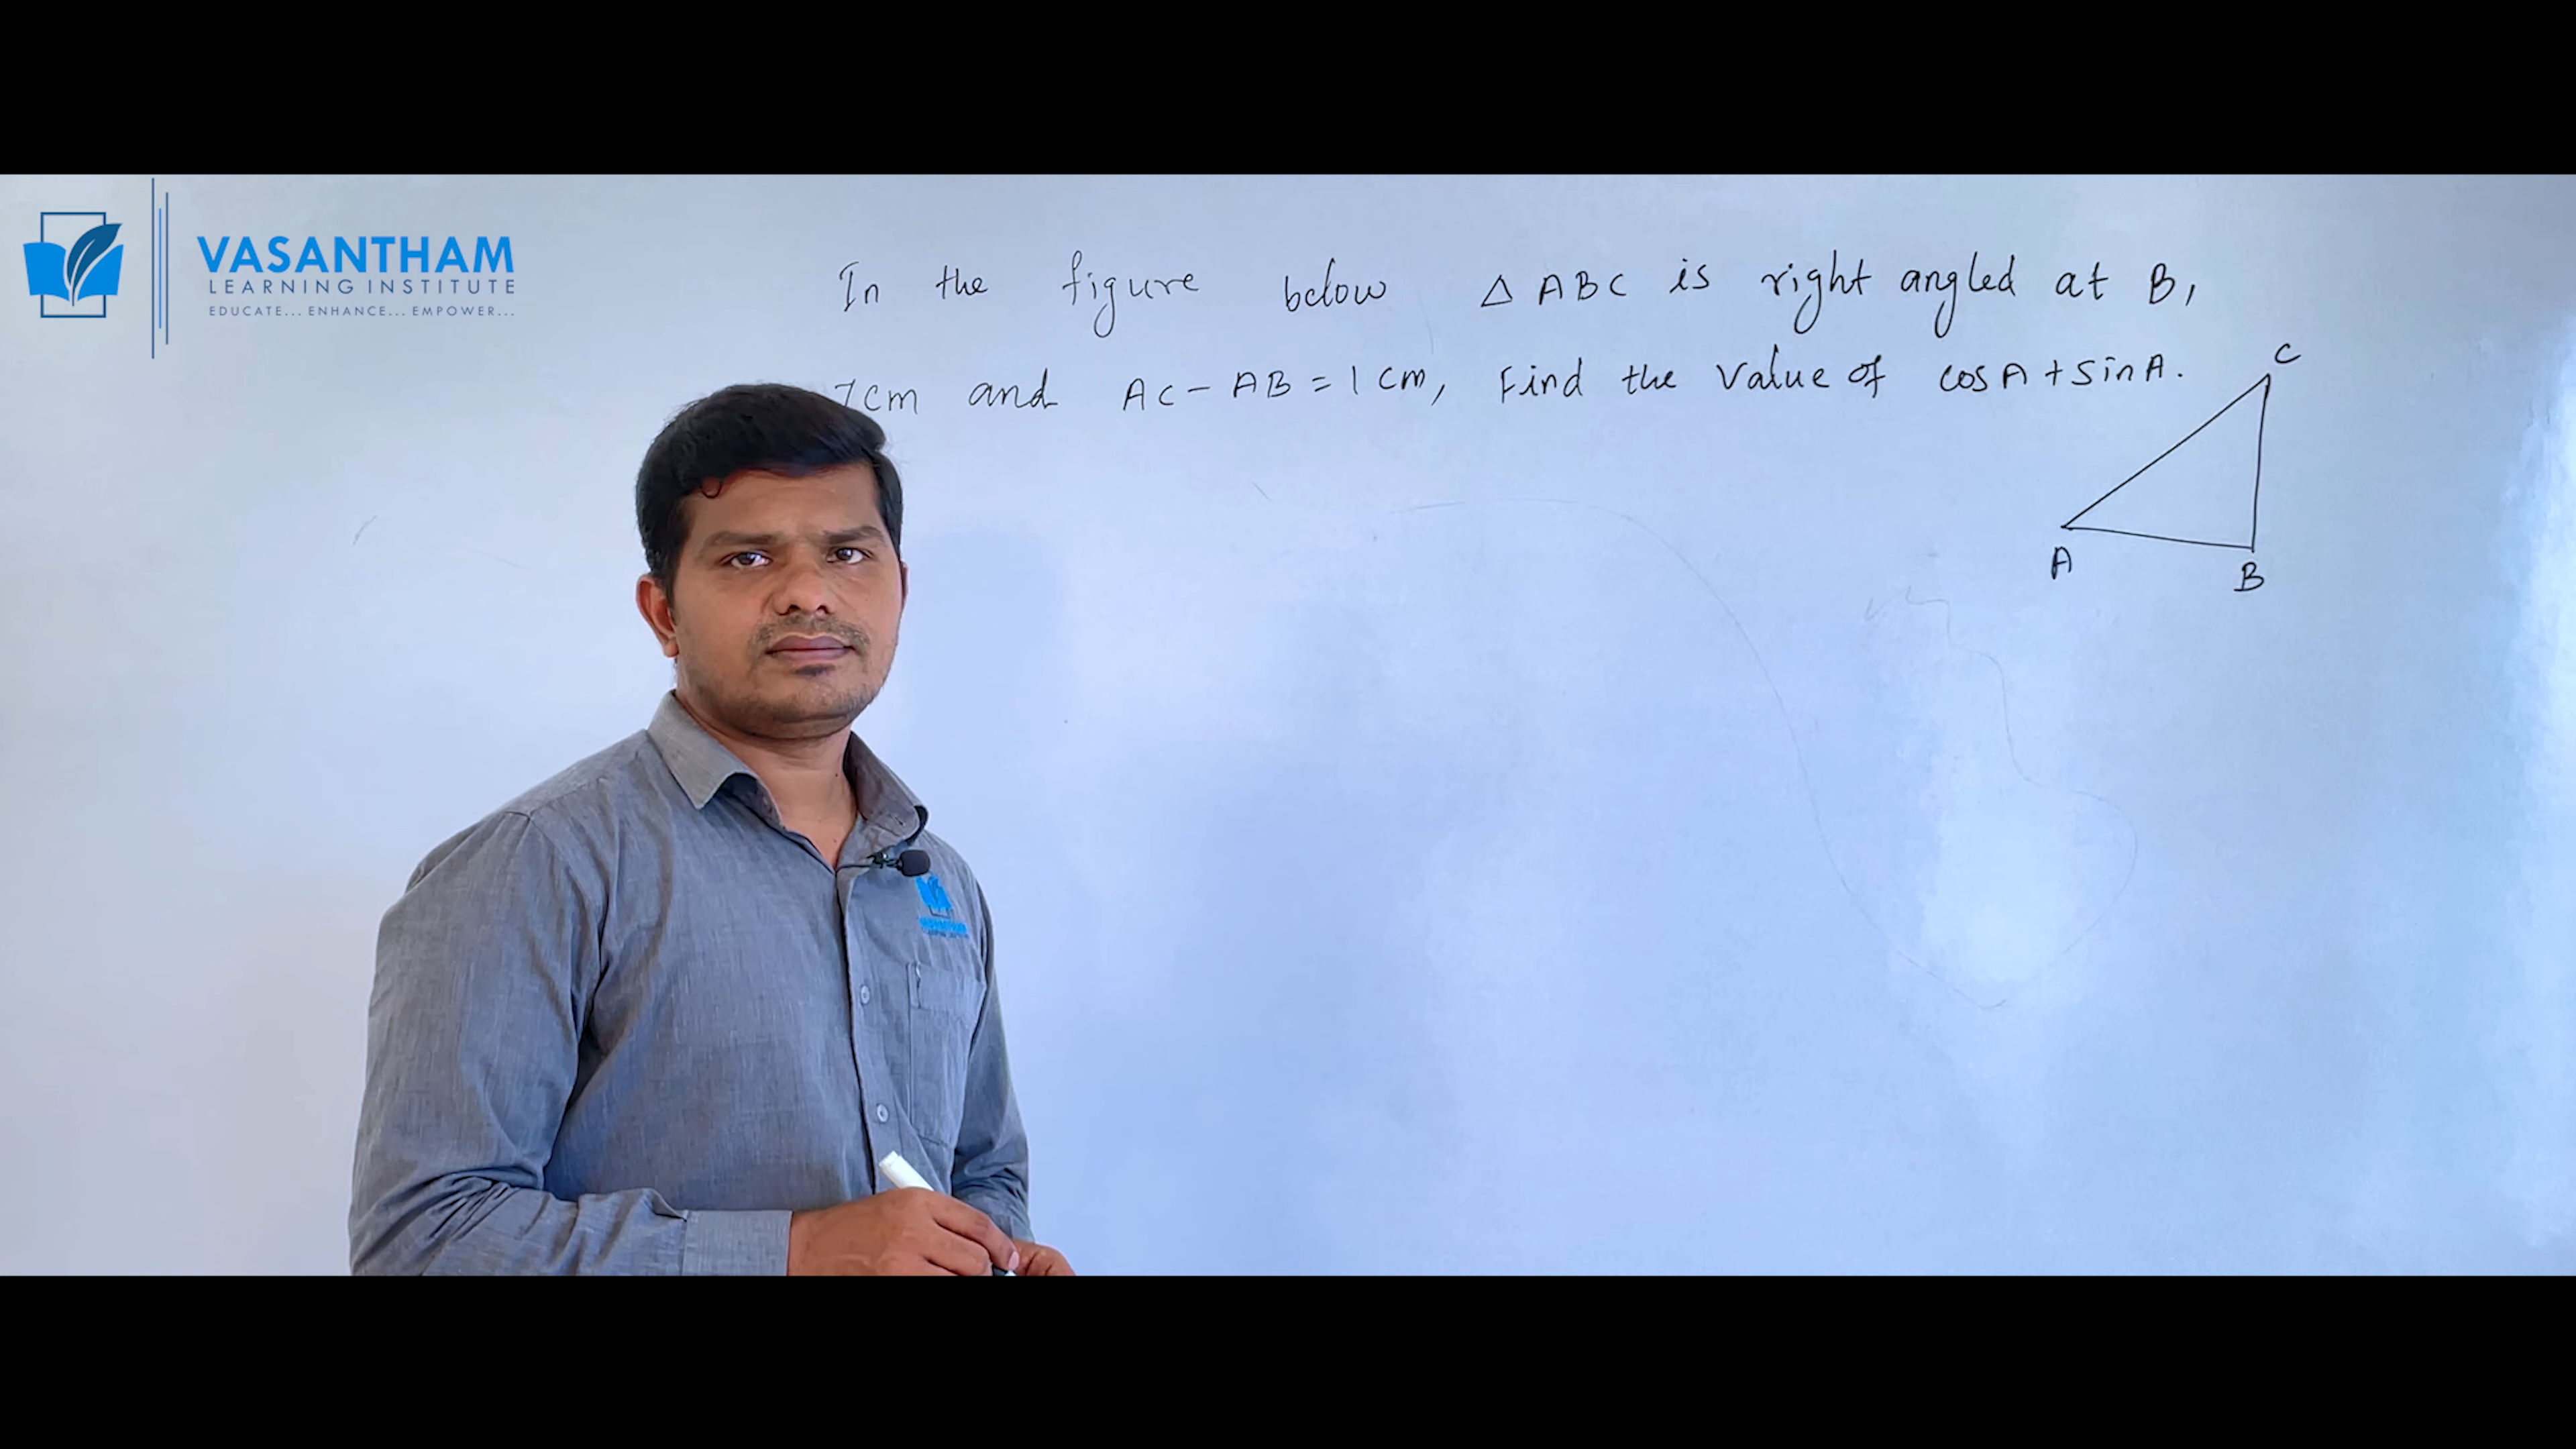 VASANTHAM
LEARNING INSTITUTE
EDUCATE... ENHANCE... EMPOWER...
In the figure below △ ABC is right angled at B,
7cm and AC - AB = 1 cm, Find the value of cosA + sinA.
C
A
B